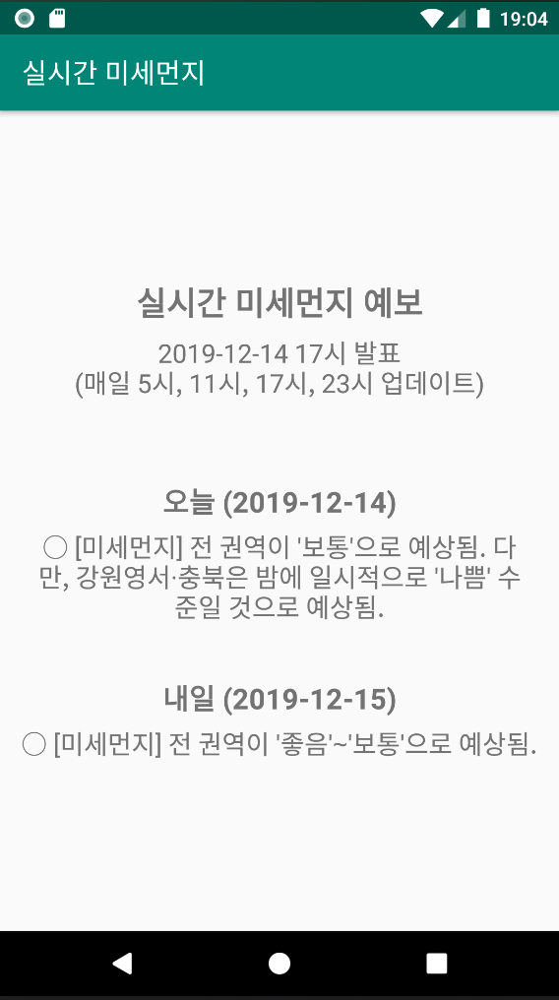 19:04
실시간 미세먼지
실시간 미세먼지 예보
2019-12-14 17시 발표
(매일 5시, 11시, 17시, 23시 업데이트)
오늘 (2019-12-14)
○ [미세먼지] 전 권역이 '보통'으로 예상됨. 다
만, 강원영서·충북은 밤에 일시적으로 '나쁨' 수
준일 것으로 예상됨.
내일 (2019-12-15)
○ [미세먼지] 전 권역이 '좋음'~'보통'으로 예상됨.